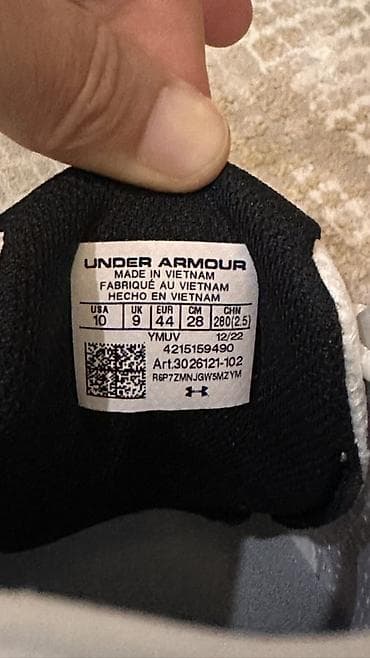 UNDER ARMOUR
MADE IN VIETNAM
FABRIQUÉ AU VIETNAM
HECHO EN VIETNAM
USA UK EUR CM CHN
10 9 44 28 280(2.5)
YMUV 12/22
4215159490
Art.3026121-102
R6P7ZMNJGW5MZYM